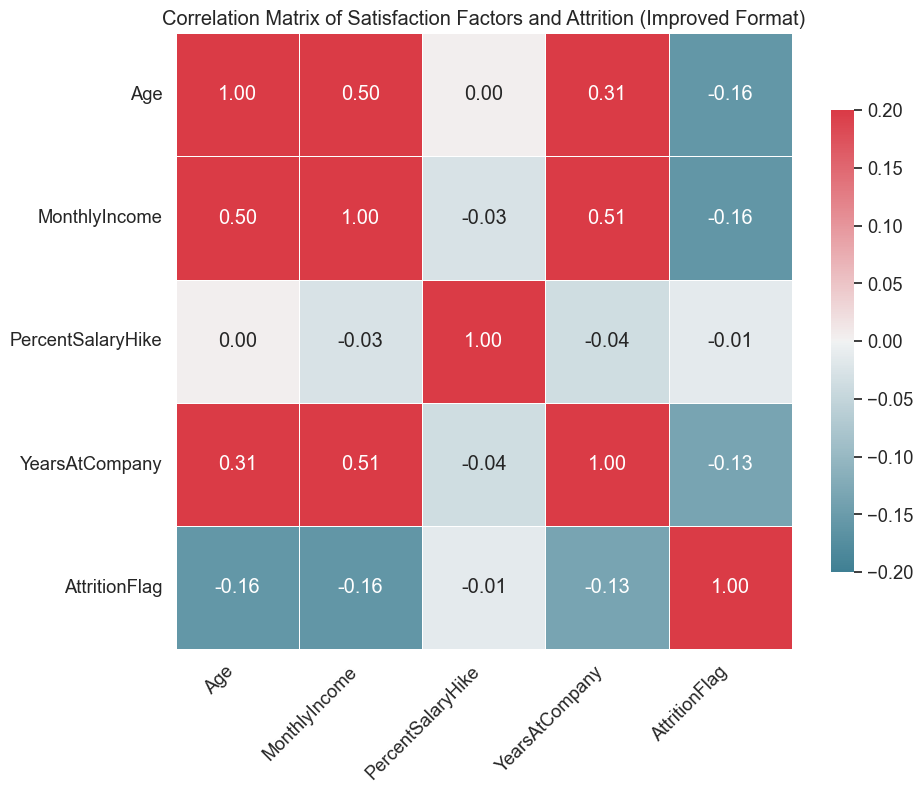 Correlation Matrix of Satisfaction Factors and Attrition (Improved Format)
Age
1.00 0.50 0.00 0.31 -0.16
MonthlyIncome
0.50 1.00 -0.03 0.51 -0.16
PercentSalaryHike
0.00 -0.03 1.00 -0.04 -0.01
YearsAtCompany
0.31 0.51 -0.04 1.00 -0.13
AttritionFlag
-0.16 -0.16 -0.01 -0.13 1.00
Age
MonthlyIncome
PercentSalaryHike
YearsAtCompany
AttritionFlag
0.20
0.15
0.10
0.05
0.00
−0.05
−0.10
−0.15
−0.20